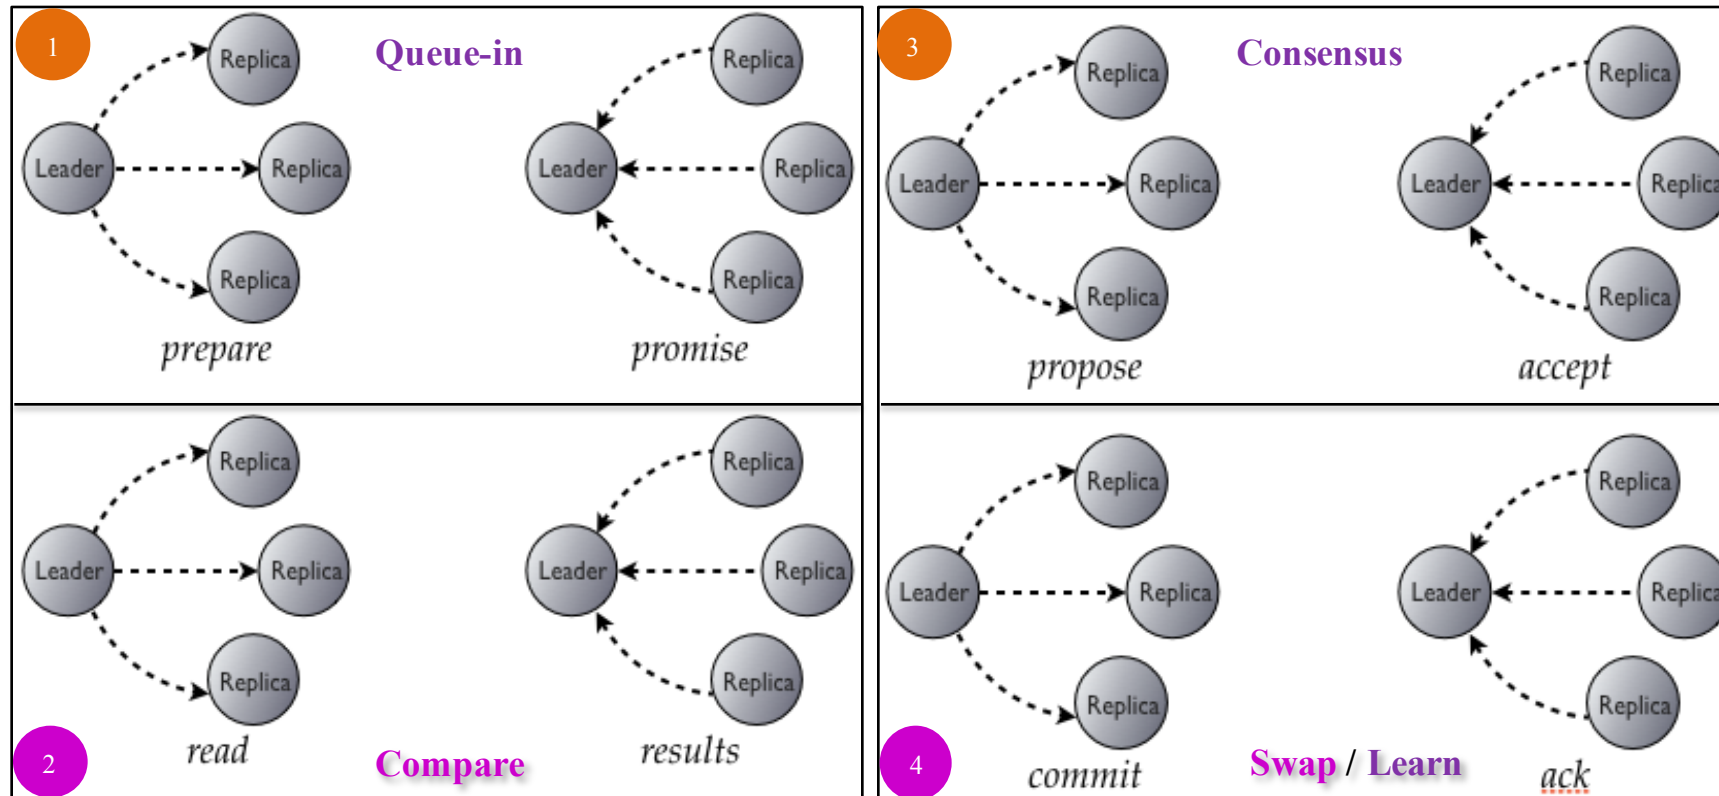 1
Queue-in
Replica
Leader
Replica
Replica
prepare
Replica
Leader
Replica
Replica
promise
2
Compare
Replica
Leader
Replica
Replica
read
Replica
Leader
Replica
Replica
results
3
Consensus
Replica
Leader
Replica
Replica
propose
Replica
Leader
Replica
Replica
accept
4
Swap / Learn
Replica
Leader
Replica
Replica
commit
Replica
Leader
Replica
Replica
ack